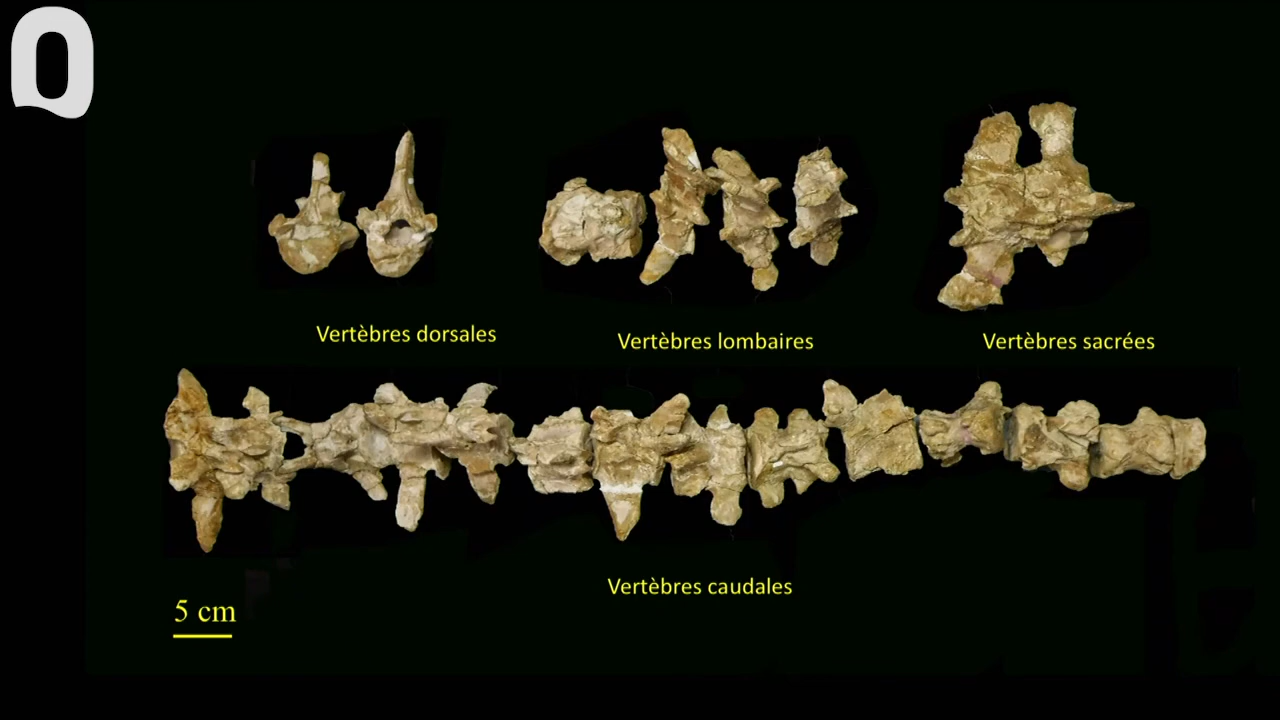 Q
Vertèbres dorsales
Vertèbres lombaires
Vertèbres sacrées
Vertèbres caudales
5 cm